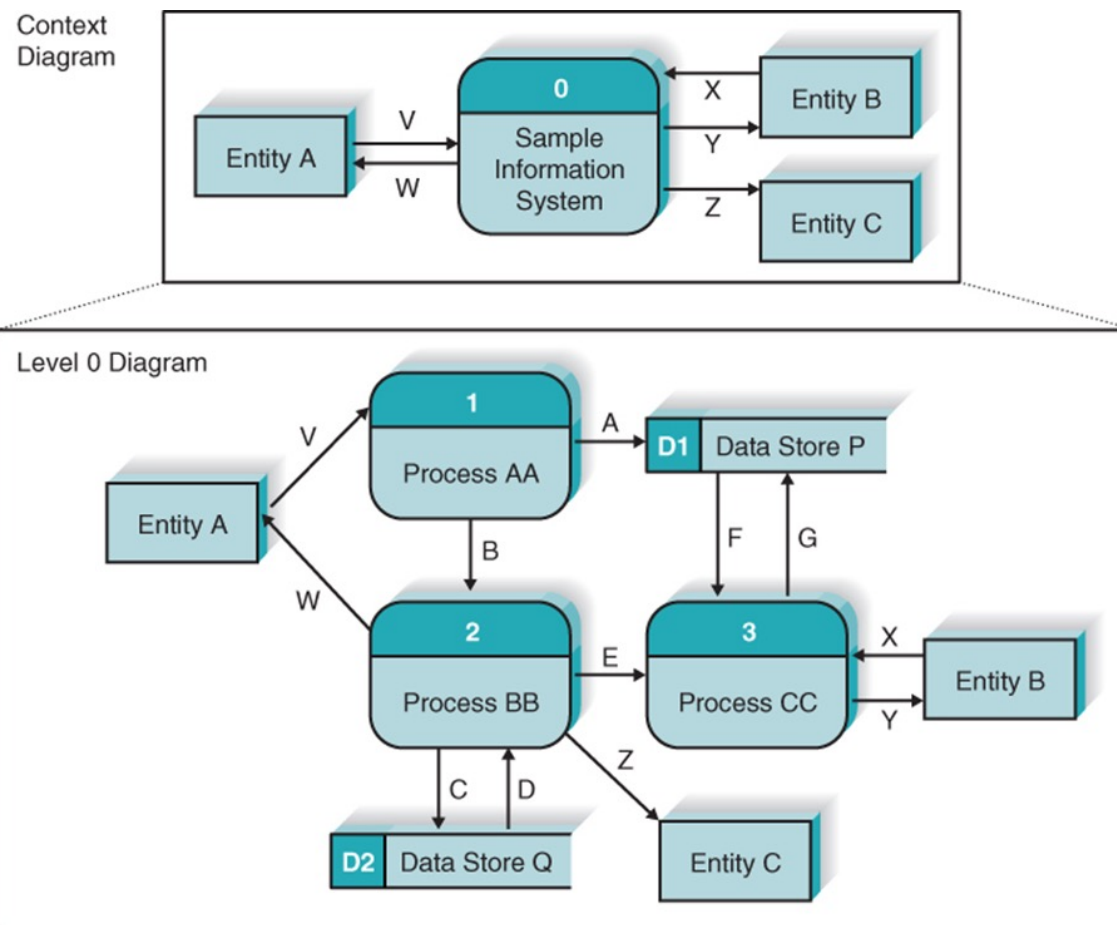 Context
Diagram
0
Sample
Information
System
Entity A
V
W
X
Y
Z
Entity B
Entity C
Level 0 Diagram
1
Process AA
A
D1
Data Store P
V
Entity A
B
F
G
W
2
Process BB
E
3
Process CC
X
Y
Entity B
Z
C
D
D2
Data Store Q
Entity C